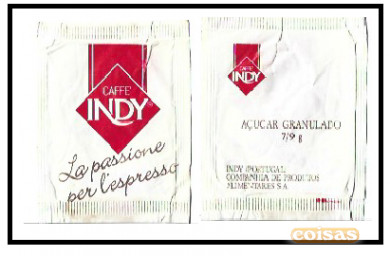 CAFFE'
INDY
La passione
per l'espresso
CAFFE'
INDY
AÇUCAR GRANULADO
7/9 g
INDY PORTUGAL
COMPANHIA DE PRODUTOS
ALIMENTARES S.A.
coisas